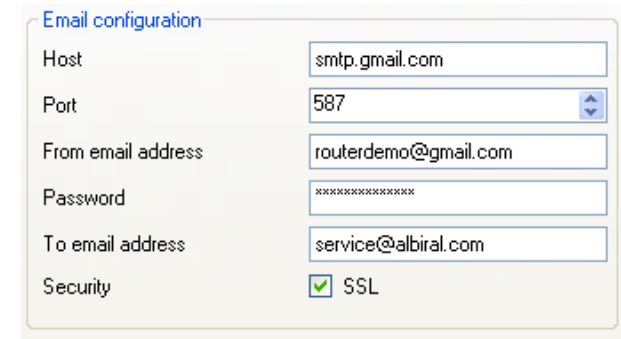 Email configuration
Host smtp.gmail.com
Port 587
From email address routerdemo@gmail.com
Password **************
To email address service@albiral.com
Security SSL